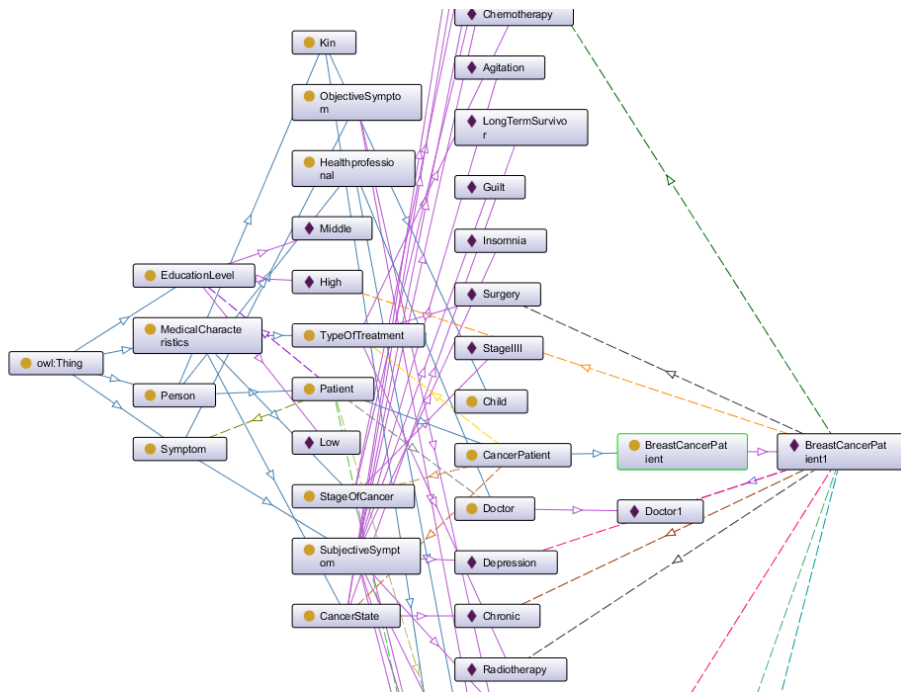 owl:Thing
EducationLevel
MedicalCharacte
ristics
Person
Symptom
Kin
ObjectiveSympto
m
Healthprofessio
nal
Middle
High
TypeOfTreatment
Patient
Low
StageOfCancer
SubjectiveSympt
om
CancerState
Chemotherapy
Agitation
LongTermSurvivo
r
Guilt
Insomnia
Surgery
StageIIII
Child
CancerPatient
Doctor
Depression
Chronic
Radiotherapy
BreastCancerPat
ient
Doctor1
BreastCancerPat
ient1